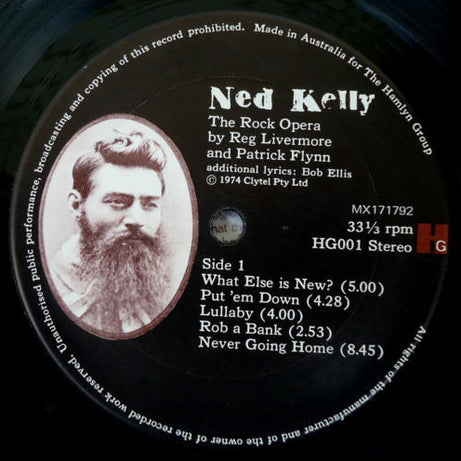 Unauthorised public performance, broadcasting and copying of this record prohibited. Made in Australia for The Hamlyn Group
Ned Kelly
The Rock Opera
by Reg Livermore
and Patrick Flynn
additional lyrics: Bob Ellis
© 1974 Clytel Pty Ltd
MX171792
33⅓ rpm
HG001 Stereo
HG
Side 1
What Else is New? (5.00)
Put 'em Down (4.28)
Lullaby (4.00)
Rob a Bank (2.53)
Never Going Home (8.45)
All rights of the manufacturer and of the owner of the recorded work reserved.